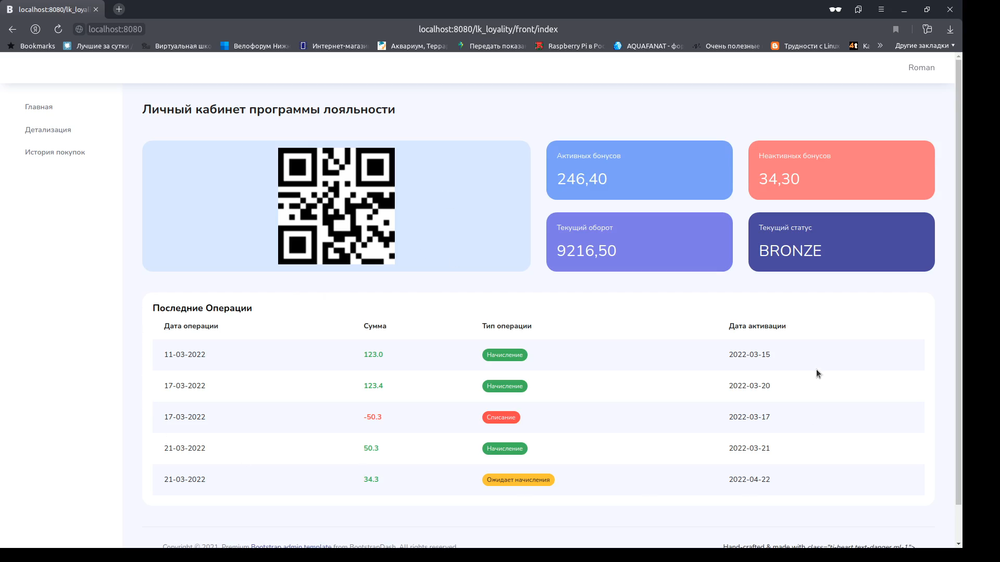 localhost:8080/lk_loyal
localhost:8080
localhost:8080/lk_loyality/front/index
Bookmarks Лучшие за сутки / Виртуальная шко Велофорум Ниж Интернет-магази Аквариум, Терра Передать показа Raspberry Pi в Рос AQUAFANAT - фор Очень полезные Трудности с Linux Ка » Другие закладки
Roman
Главная
Детализация
История покупок
Личный кабинет программы лояльности
Активных бонусов
246,40
Неактивных бонусов
34,30
Текущий оборот
9216,50
Текущий статус
BRONZE
Последние Операции
Дата операции Сумма Тип операции Дата активации
11-03-2022 123.0 Начисление 2022-03-15
17-03-2022 123.4 Начисление 2022-03-20
17-03-2022 -50.3 Списание 2022-03-17
21-03-2022 50.3 Начисление 2022-03-21
21-03-2022 34.3 Ожидает начисления 2022-04-22
Copyright © 2021. Premium Bootstrap admin template from BootstrapDash. All rights reserved.
Hand-crafted & made with class="ti-heart text-danger ml-1">